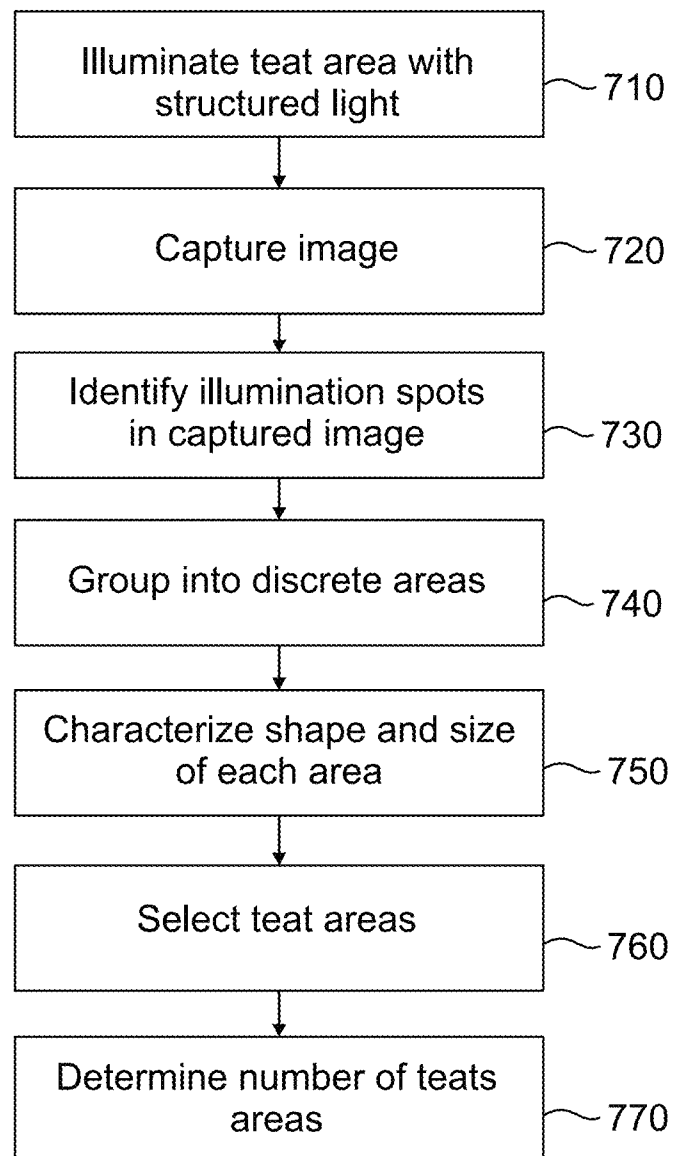 Illuminate teat area with
structured light
710
Capture image
720
Identify illumination spots
in captured image
730
Group into discrete areas
740
Characterize shape and size
of each area
750
Select teat areas
760
Determine number of teats
areas
770